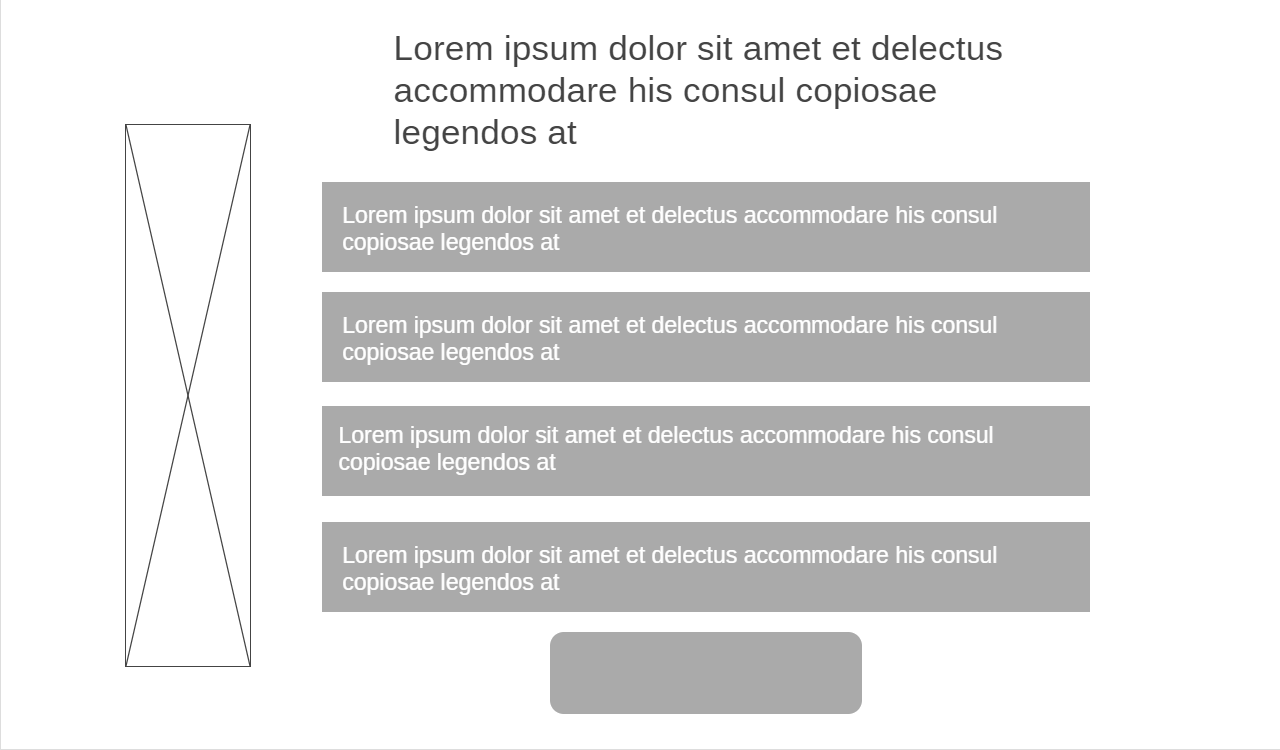 Lorem ipsum dolor sit amet et delectus
accommodare his consul copiosae
legendos at
Lorem ipsum dolor sit amet et delectus accommodare his consul
copiosae legendos at
Lorem ipsum dolor sit amet et delectus accommodare his consul
copiosae legendos at
Lorem ipsum dolor sit amet et delectus accommodare his consul
copiosae legendos at
Lorem ipsum dolor sit amet et delectus accommodare his consul
copiosae legendos at